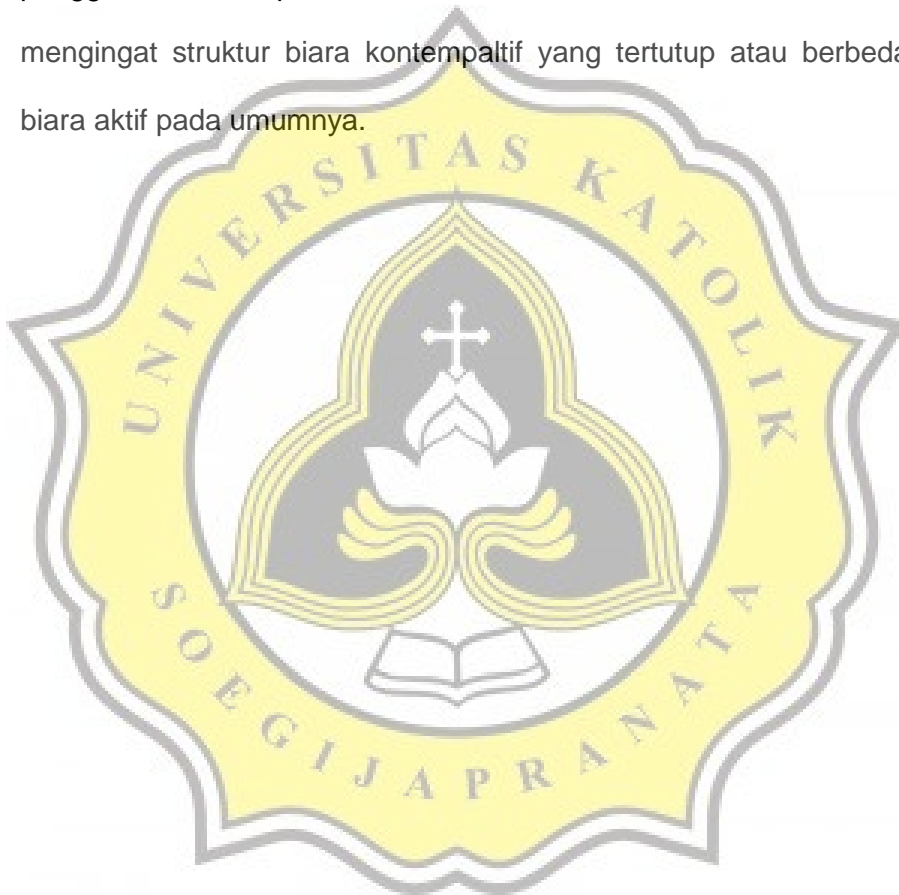 mengingat struktur biara kontempaltif yang tertutup atau berbeda
biara aktif pada umumnya.
UNIVERSITAS KATOLIK
SOEGIJAPRANATA